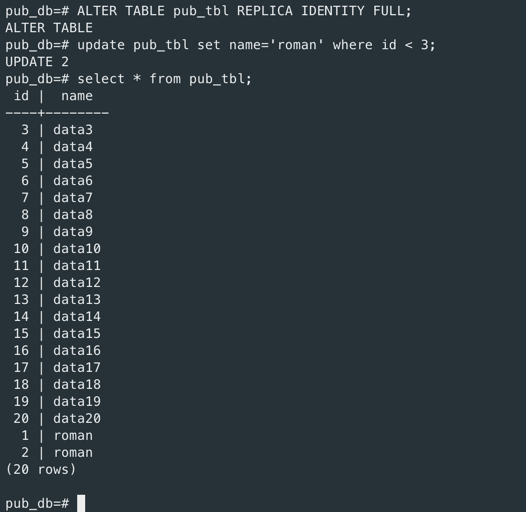 pub_db=# ALTER TABLE pub_tbl REPLICA IDENTITY FULL;
ALTER TABLE
pub_db=# update pub_tbl set name='roman' where id < 3;
UPDATE 2
pub_db=# select * from pub_tbl;
 id |  name
----+--------
  3 | data3
  4 | data4
  5 | data5
  6 | data6
  7 | data7
  8 | data8
  9 | data9
 10 | data10
 11 | data11
 12 | data12
 13 | data13
 14 | data14
 15 | data15
 16 | data16
 17 | data17
 18 | data18
 19 | data19
 20 | data20
  1 | roman
  2 | roman
(20 rows)
pub_db=#